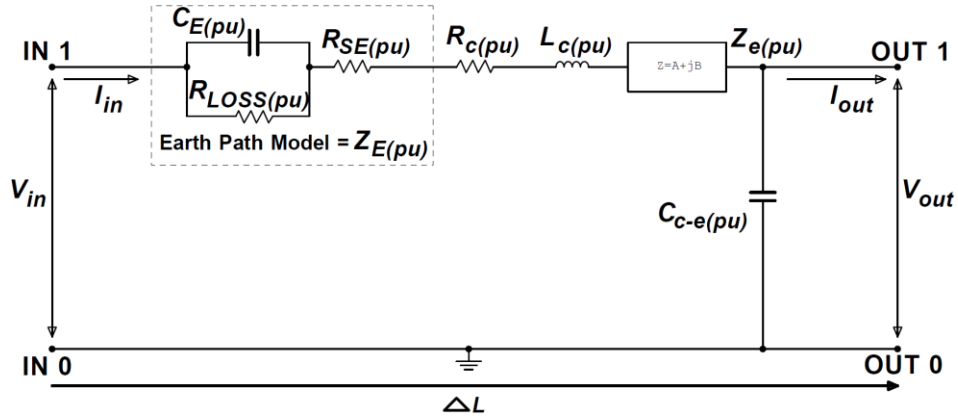 C_E(pu)
R_SE(pu)
R_c(pu)
L_c(pu)
Z_e(pu)
IN 1
OUT 1
Z=A+jB
I_in
R_LOSS(pu)
I_out
Earth Path Model = Z_E(pu)
V_in
C_c-e(pu)
V_out
IN 0
OUT 0
△L